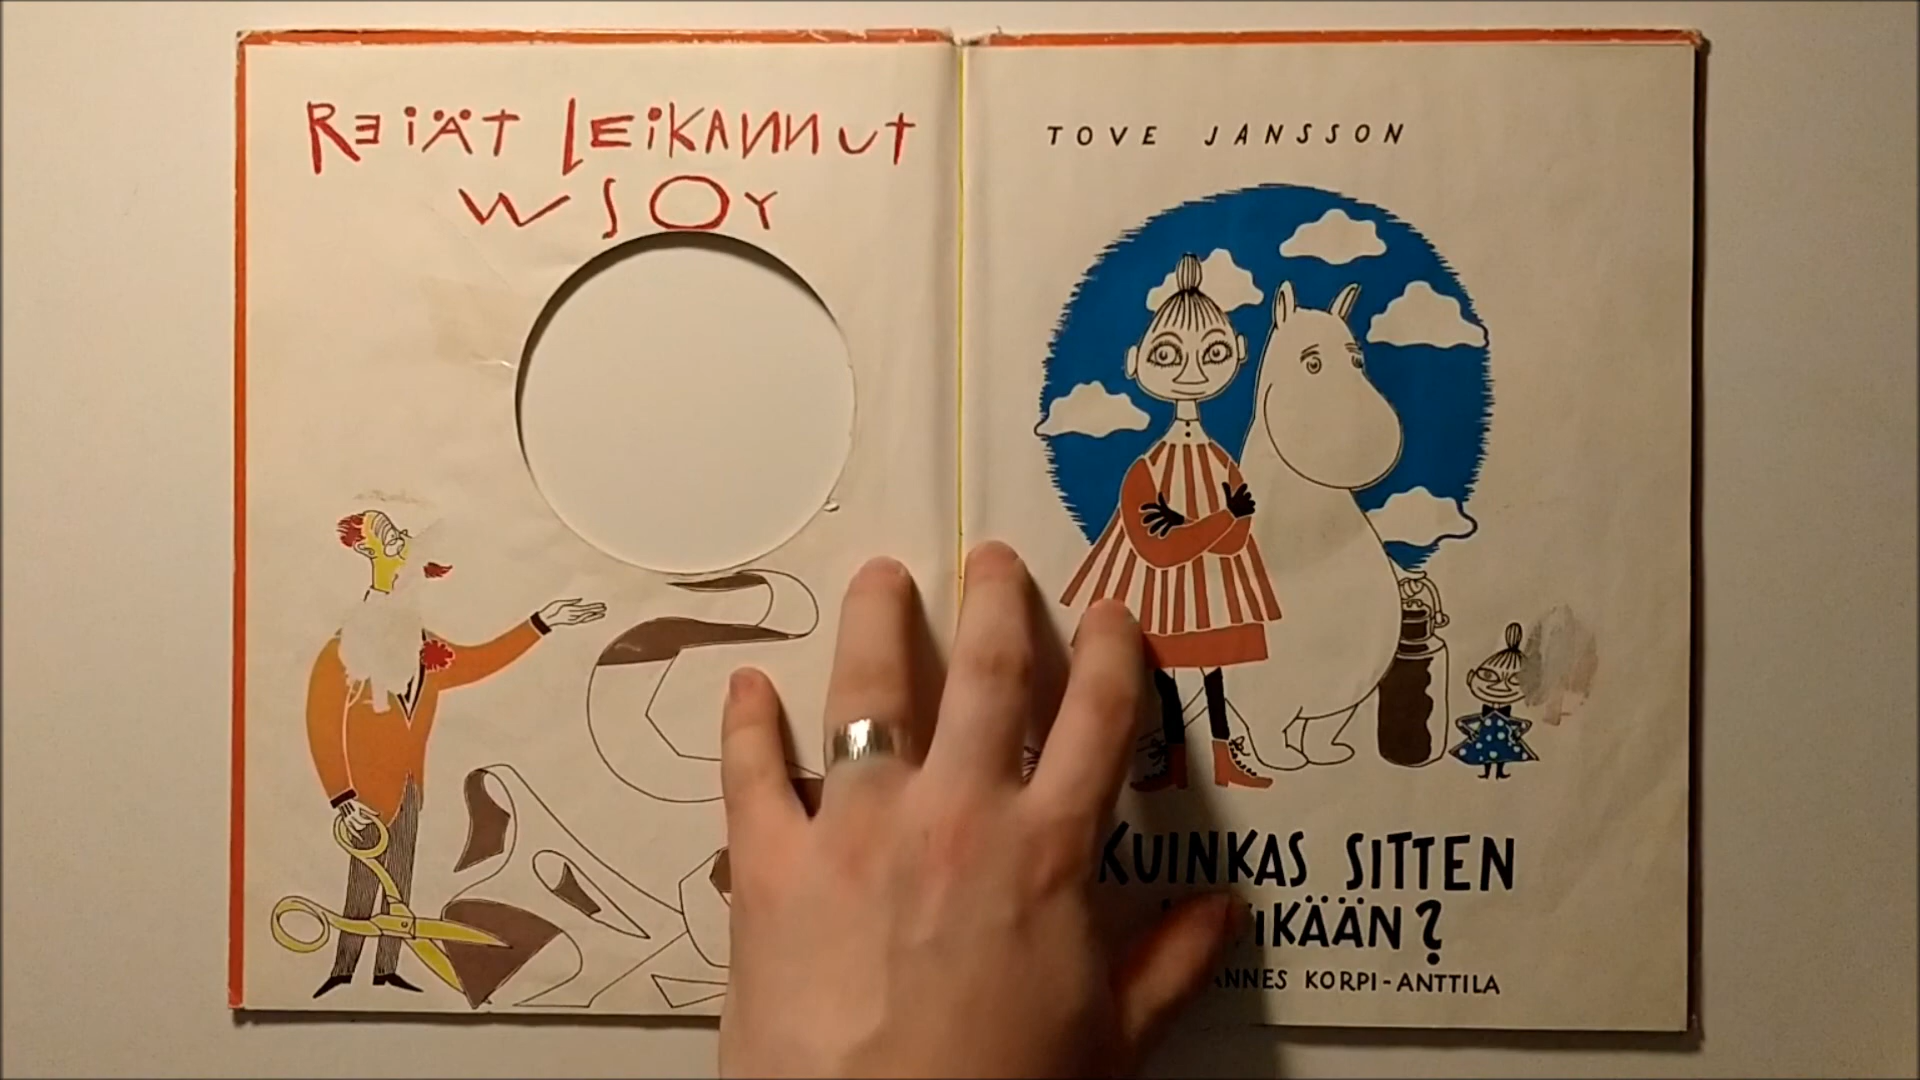 REIÄT LEIKANNUT
WSOY
TOVE JANSSON
KUINKAS SITTEN
KORPI-ANTTILA